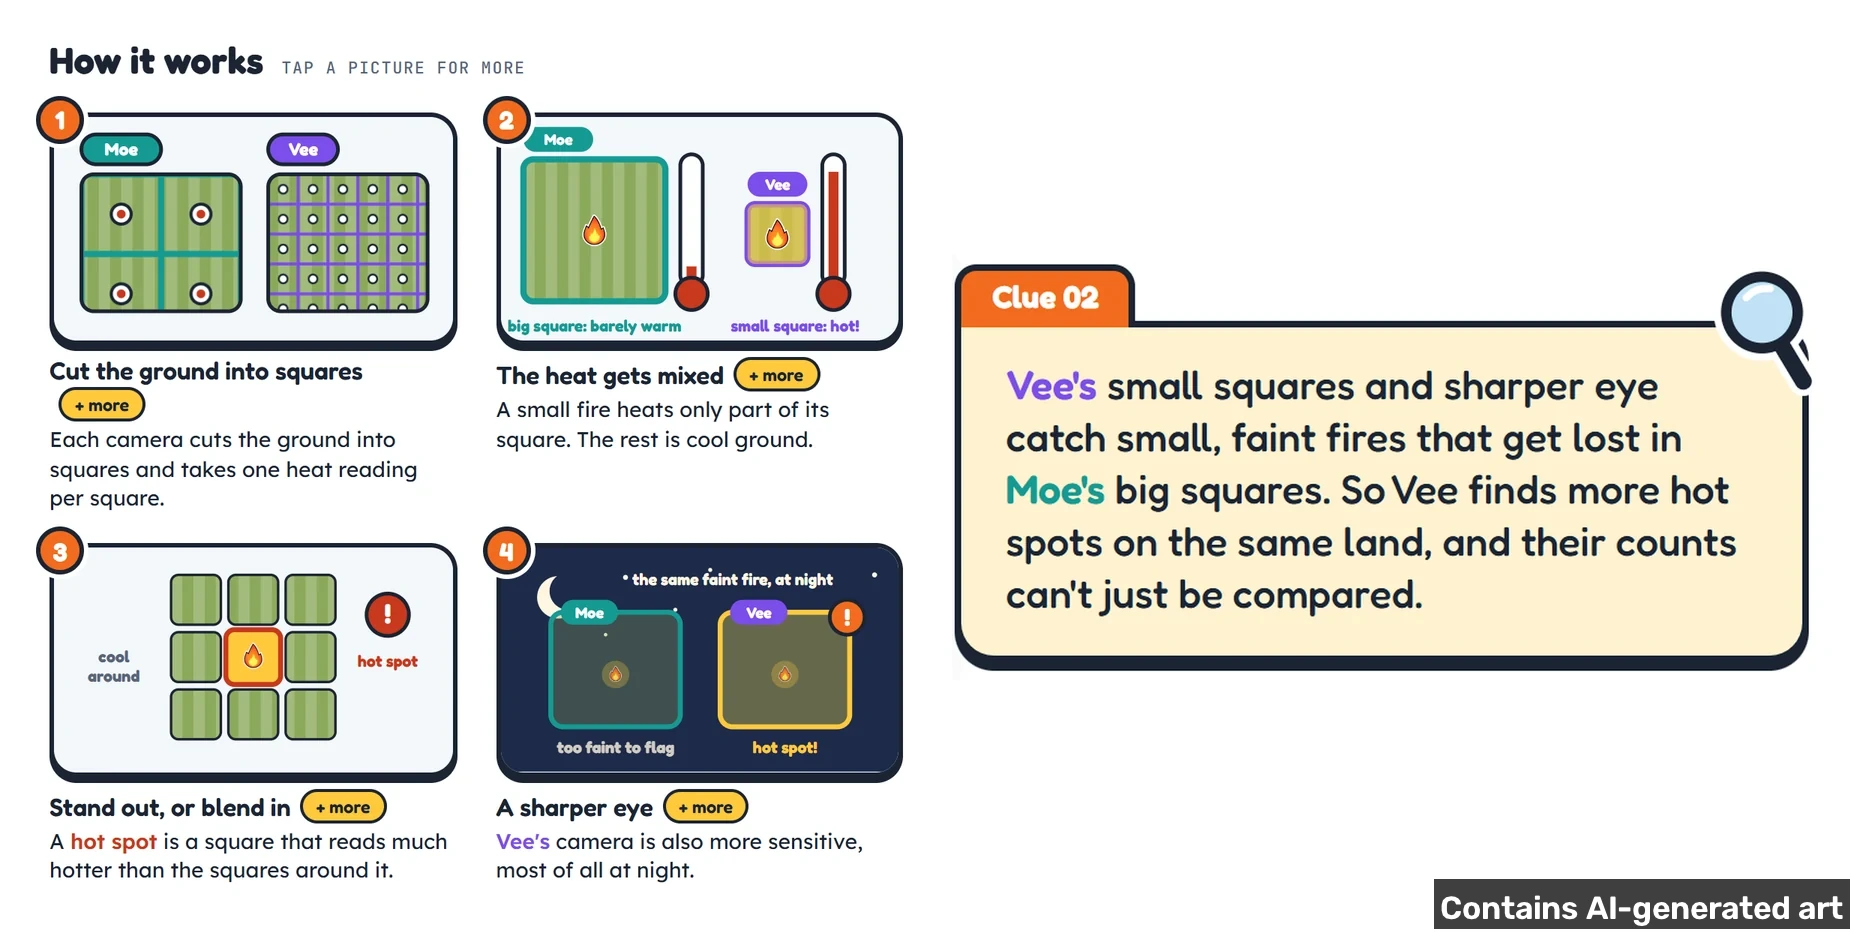 How it works TAP A PICTURE FOR MORE
1
Moe
Vee
Cut the ground into squares
+ more
Each camera cuts the ground into
squares and takes one heat reading
per square.
2
Moe
Vee
big square: barely warm
small square: hot!
The heat gets mixed + more
A small fire heats only part of its
square. The rest is cool ground.
3
cool
around
!
hot spot
Stand out, or blend in + more
A hot spot is a square that reads much
hotter than the squares around it.
4
the same faint fire, at night
Moe
Vee
!
too faint to flag
hot spot!
A sharper eye + more
Vee's camera is also more sensitive,
most of all at night.
Clue 02
Vee's small squares and sharper eye
catch small, faint fires that get lost in
Moe's big squares. So Vee finds more hot
spots on the same land, and their counts
can't just be compared.
Contains AI-generated art